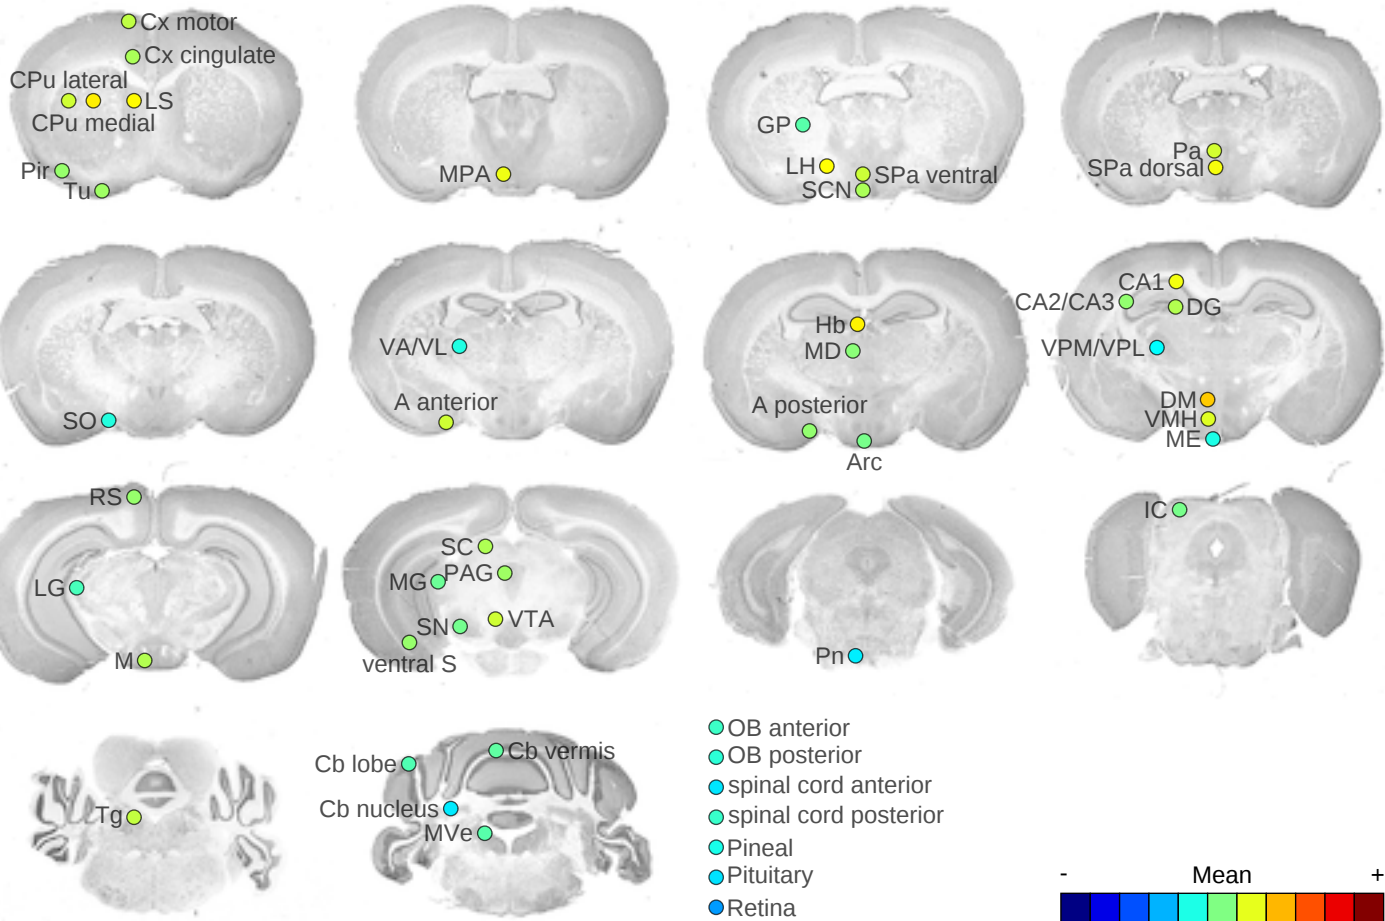 Cx motor
Cx cingulate
CPu lateral
LS
CPu medial
Pir
Tu
MPA
GP
LH
SPa ventral
SCN
Pa
SPa dorsal
SO
VA/VL
A anterior
Hb
MD
A posterior
Arc
CA1
CA2/CA3
DG
VPM/VPL
DM
VMH
ME
RS
LG
M
SC
PAG
MG
VTA
SN
ventral S
Pn
IC
Tg
Cb vermis
Cb lobe
Cb nucleus
MVe
OB anterior
OB posterior
spinal cord anterior
spinal cord posterior
Pineal
Pituitary
Retina
- Mean +